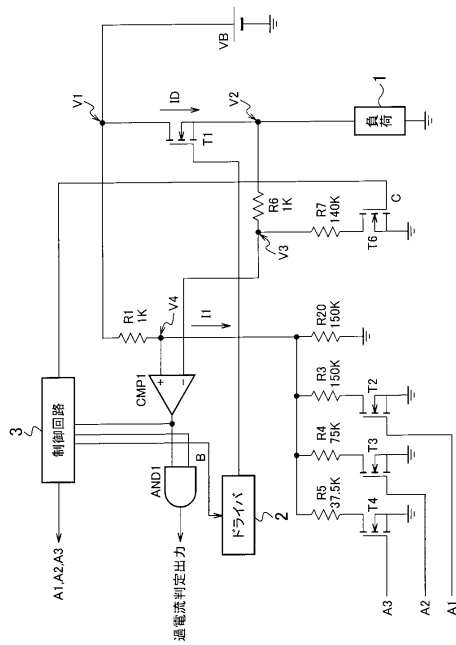 3
制御回路
A1,A2,A3
V1
VB
ID
T1
V2
R1
1K
V4
I1
CMP1
+
−
AND1
B
過電流判定出力
ドライバ
2
R6
1K
V3
負荷
1
R7
140K
T6
C
R5
37.5K
R4
75K
R3
150K
R20
150K
T4
T3
T2
A3
A2
A1